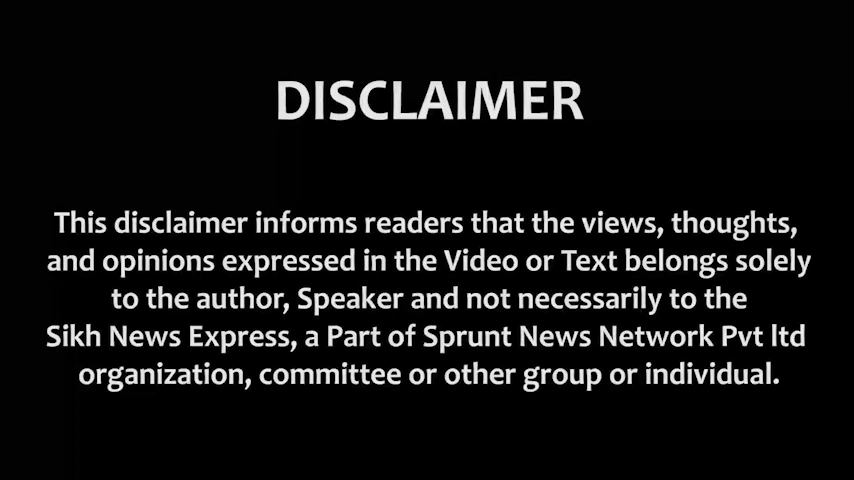 DISCLAIMER
This disclaimer informs readers that the views, thoughts,
and opinions expressed in the Video or Text belongs solely
to the author, Speaker and not necessarily to the
Sikh News Express, a Part of Sprunt News Network Pvt ltd
organization, committee or other group or individual.